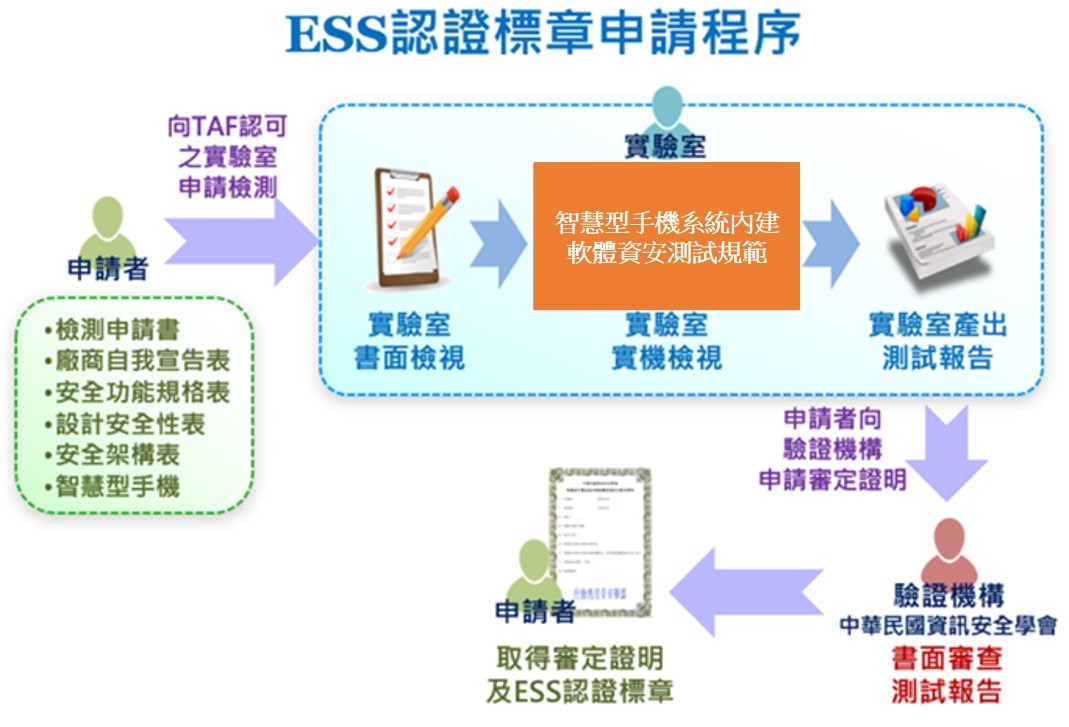 ESS認證標章申請程序
向TAF認可
之實驗室
申請檢測
申請者
•檢測申請書
•廠商自我宣告表
•安全功能規格表
•設計安全性表
•安全架構表
•智慧型手機
實驗室
智慧型手機系統內建
軟體資安測試規範
實驗室
書面檢視
實驗室
實機檢視
實驗室產出
測試報告
申請者向
驗證機構
申請審定證明
驗證機構
中華民國資訊安全學會
書面審查
測試報告
行動應用資安聯盟
申請者
取得審定證明
及ESS認證標章